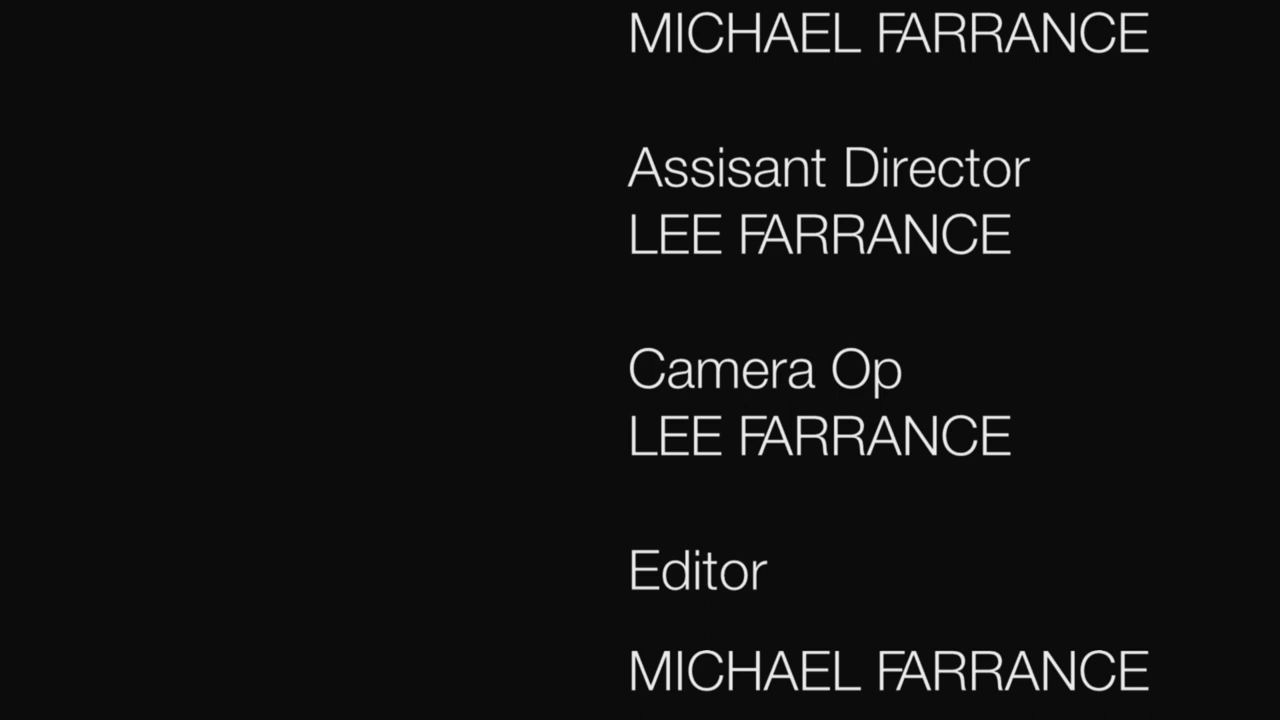 MICHAEL FARRANCE
Assisant Director
LEE FARRANCE
Camera Op
LEE FARRANCE
Editor
MICHAEL FARRANCE